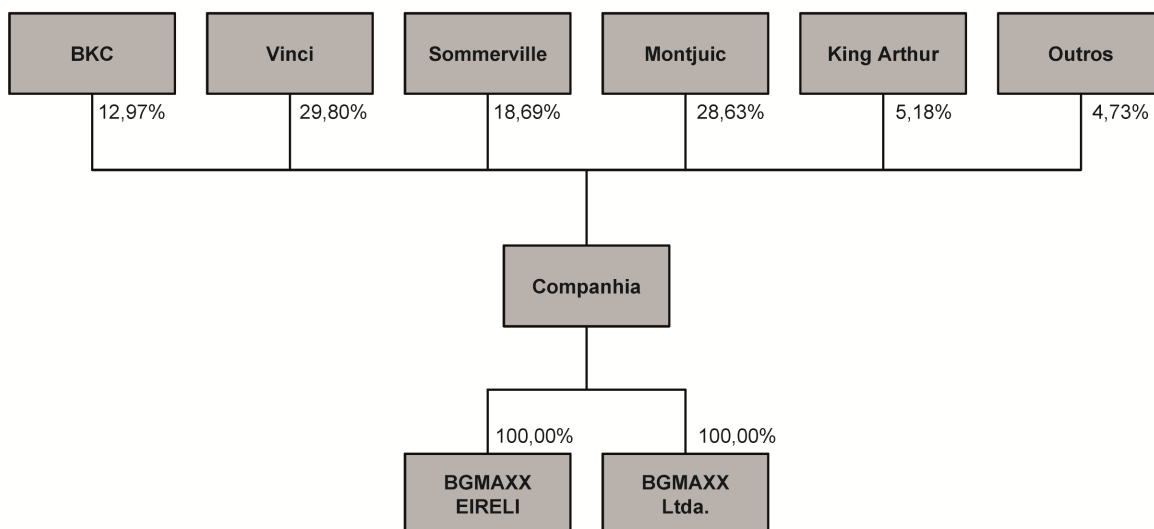 BKC
Vinci
Sommerville
Montjuic
King Arthur
Outros
12,97%
29,80%
18,69%
28,63%
5,18%
4,73%
Companhia
100,00%
100,00%
BGMAXX
EIRELI
BGMAXX
Ltda.